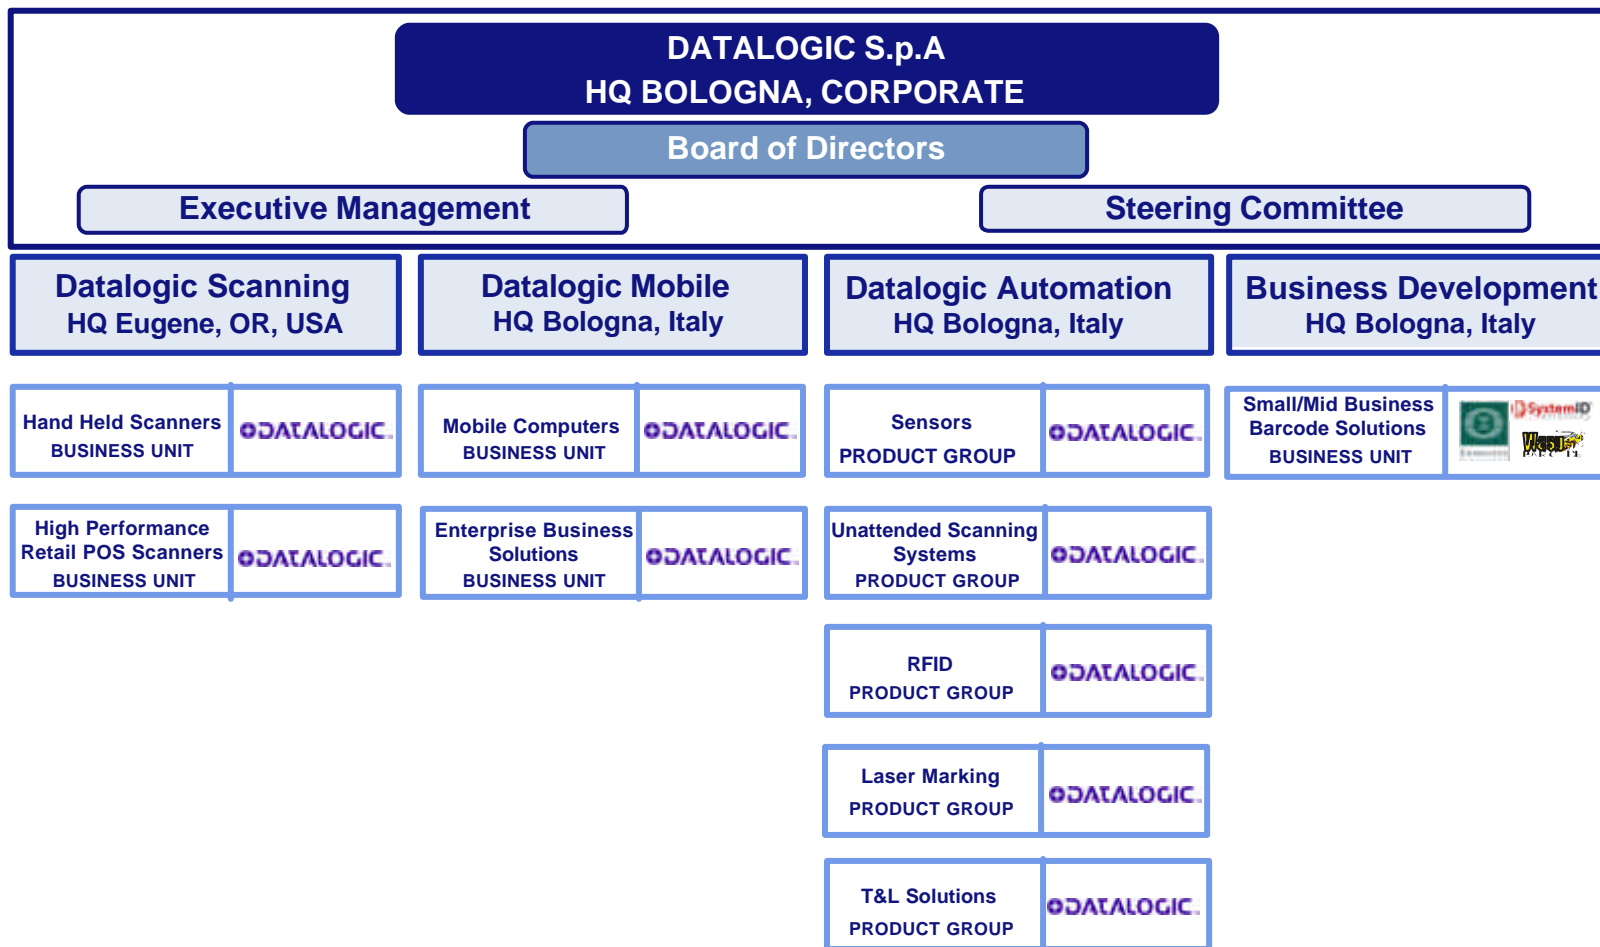 DATALOGIC S.p.A
HQ BOLOGNA, CORPORATE
Board of Directors
Executive Management
Steering Committee
Datalogic Scanning
HQ Eugene, OR, USA
Datalogic Mobile
HQ Bologna, Italy
Datalogic Automation
HQ Bologna, Italy
Business Development
HQ Bologna, Italy
Hand Held Scanners
BUSINESS UNIT
DATALOGIC
Mobile Computers
BUSINESS UNIT
DATALOGIC
Sensors
PRODUCT GROUP
DATALOGIC
Small/Mid Business
Barcode Solutions
BUSINESS UNIT
SystemID
Wasp
High Performance
Retail POS Scanners
BUSINESS UNIT
DATALOGIC
Enterprise Business
Solutions
BUSINESS UNIT
DATALOGIC
Unattended Scanning
Systems
PRODUCT GROUP
DATALOGIC
RFID
PRODUCT GROUP
DATALOGIC
Laser Marking
PRODUCT GROUP
DATALOGIC
T&L Solutions
PRODUCT GROUP
DATALOGIC